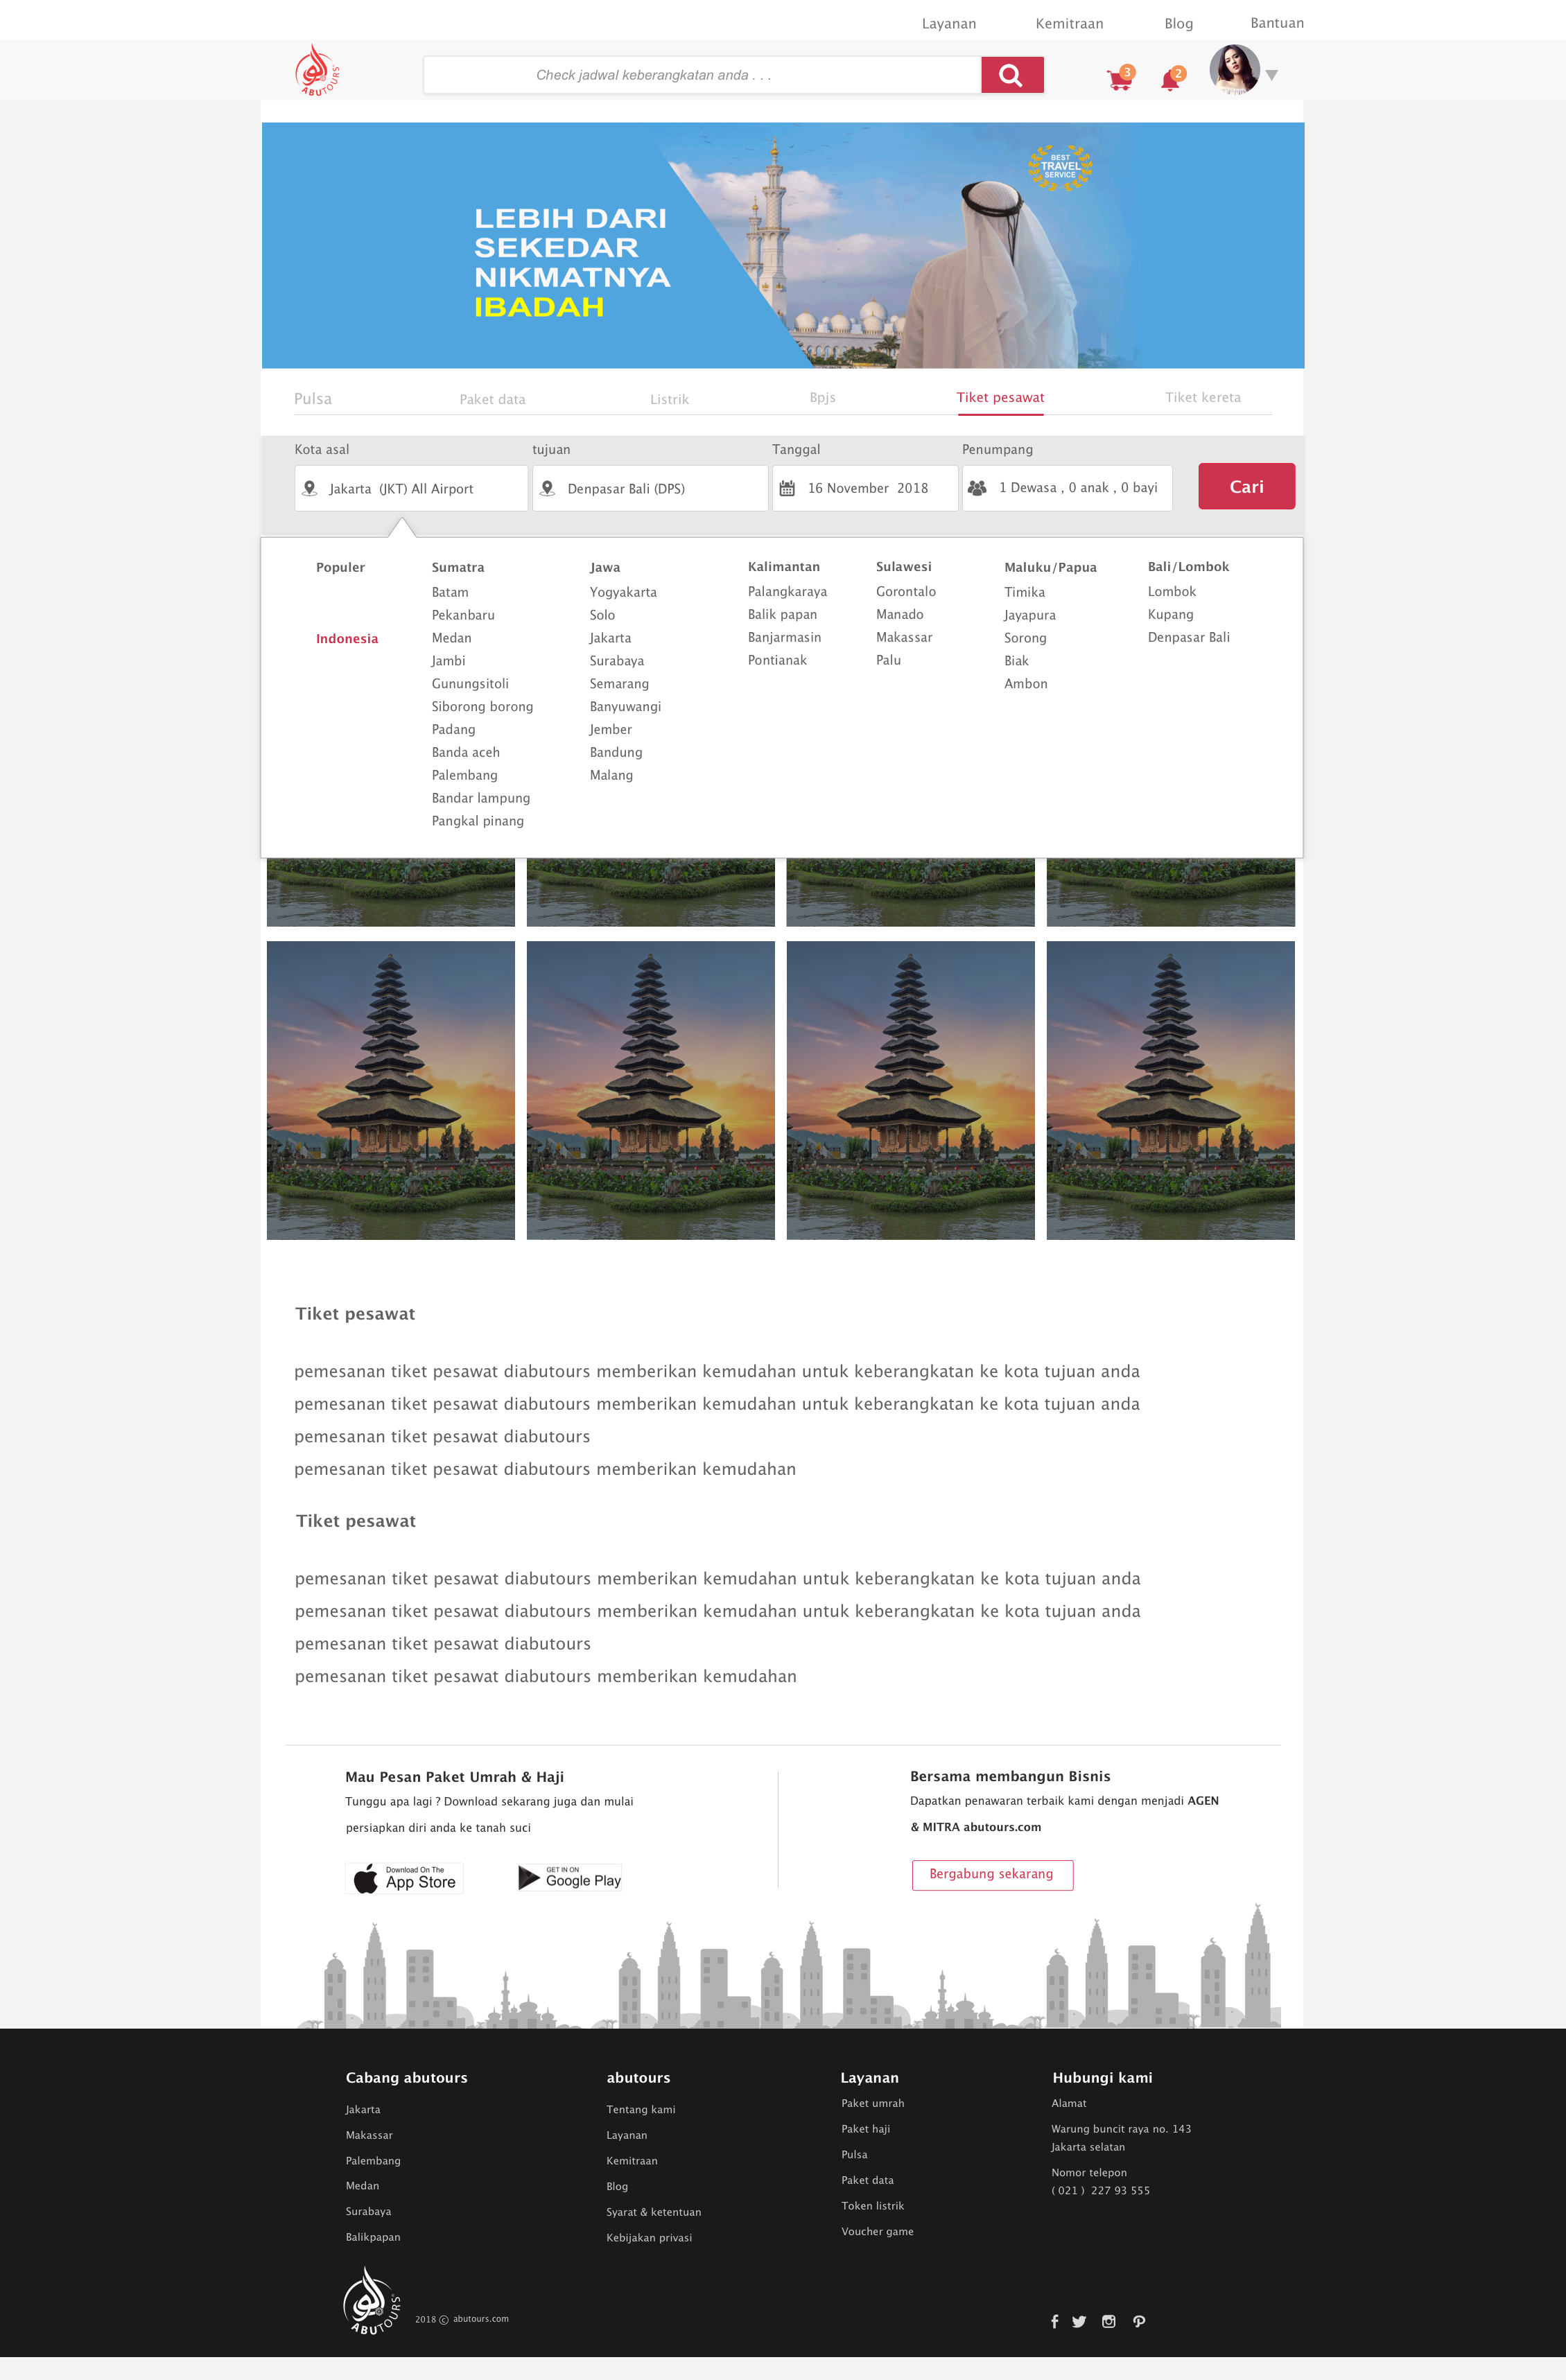 Layanan Kemitraan Blog Bantuan
ABUTOURS
Check jadwal keberangkatan anda . . .
3
2
BEST
TRAVEL
SERVICE
LEBIH DARI
SEKEDAR
NIKMATNYA
IBADAH
Pulsa Paket data Listrik Bpjs Tiket pesawat Tiket kereta
Kota asal tujuan Tanggal Penumpang
Jakarta (JKT) All Airport Denpasar Bali (DPS) 16 November 2018 1 Dewasa , 0 anak , 0 bayi Cari
Populer
Indonesia
Sumatra
Batam
Pekanbaru
Medan
Jambi
Gunungsitoli
Siborong borong
Padang
Banda aceh
Palembang
Bandar lampung
Pangkal pinang
Jawa
Yogyakarta
Solo
Jakarta
Surabaya
Semarang
Banyuwangi
Jember
Bandung
Malang
Kalimantan
Palangkaraya
Balik papan
Banjarmasin
Pontianak
Sulawesi
Gorontalo
Manado
Makassar
Palu
Maluku/Papua
Timika
Jayapura
Sorong
Biak
Ambon
Bali/Lombok
Lombok
Kupang
Denpasar Bali
Tiket pesawat
pemesanan tiket pesawat diabutours memberikan kemudahan untuk keberangkatan ke kota tujuan anda
pemesanan tiket pesawat diabutours memberikan kemudahan untuk keberangkatan ke kota tujuan anda
pemesanan tiket pesawat diabutours
pemesanan tiket pesawat diabutours memberikan kemudahan
Tiket pesawat
pemesanan tiket pesawat diabutours memberikan kemudahan untuk keberangkatan ke kota tujuan anda
pemesanan tiket pesawat diabutours memberikan kemudahan untuk keberangkatan ke kota tujuan anda
pemesanan tiket pesawat diabutours
pemesanan tiket pesawat diabutours memberikan kemudahan
Mau Pesan Paket Umrah & Haji
Tunggu apa lagi ? Download sekarang juga dan mulai
persiapkan diri anda ke tanah suci
Download On The
App Store
GET IN ON
Google Play
Bersama membangun Bisnis
Dapatkan penawaran terbaik kami dengan menjadi AGEN
& MITRA abutours.com
Bergabung sekarang
Cabang abutours
Jakarta
Makassar
Palembang
Medan
Surabaya
Balikpapan
abutours
Tentang kami
Layanan
Kemitraan
Blog
Syarat & ketentuan
Kebijakan privasi
Layanan
Paket umrah
Paket haji
Pulsa
Paket data
Token listrik
Voucher game
Hubungi kami
Alamat
Warung buncit raya no. 143
Jakarta selatan
Nomor telepon
( 021 ) 227 93 555
ABUTOURS
2018 © abutours.com